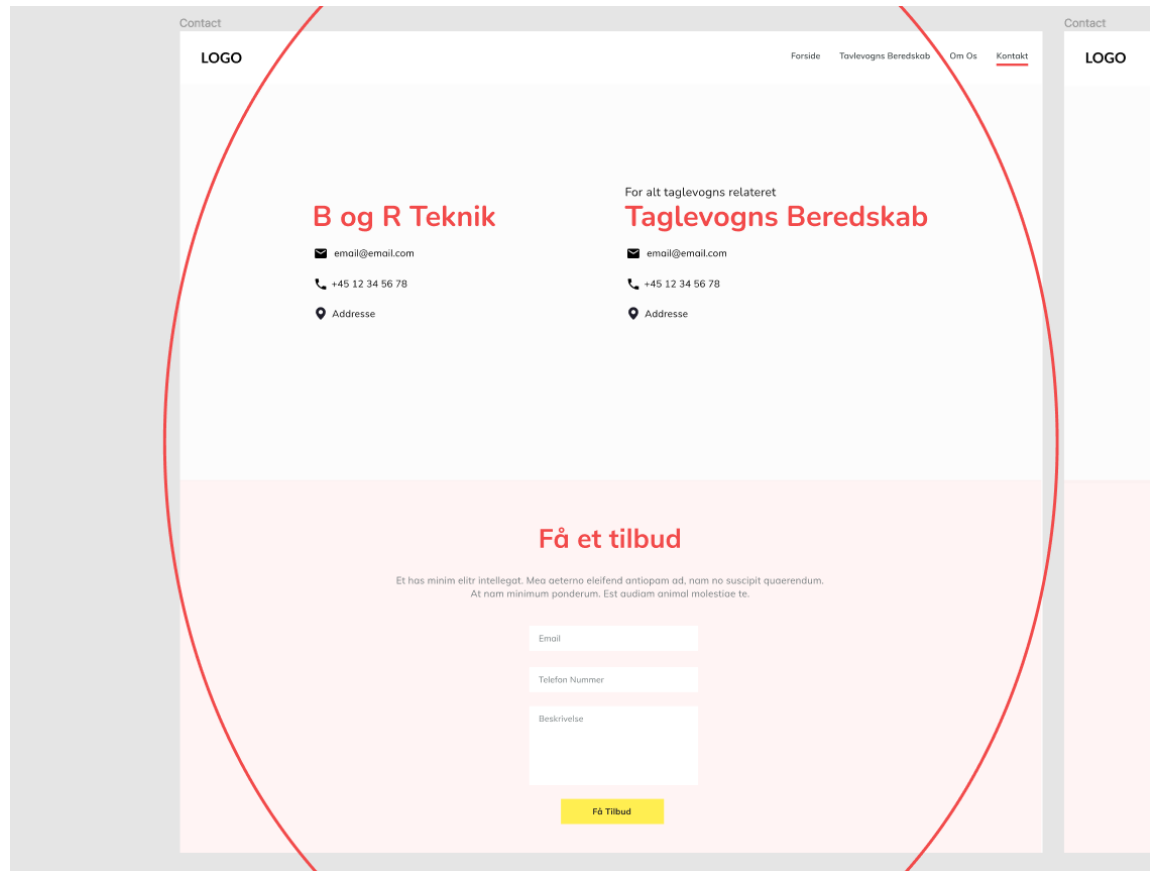 Contact
Contact
LOGO
Forside
Tavlevogns Beredskab
Om Os
Kontakt
LOGO
B og R Teknik
email@email.com
+45 12 34 56 78
Addresse
For alt taglevogns relateret
Taglevogns Beredskab
email@email.com
+45 12 34 56 78
Addresse
Få et tilbud
Et has minim elitr intellegat. Mea aeterno eleifend antiopam ad, nam no suscipit quaerendum.
At nam minimum ponderum. Est audiam animal molestiae te.
Email
Telefon Nummer
Beskrivelse
Få Tilbud